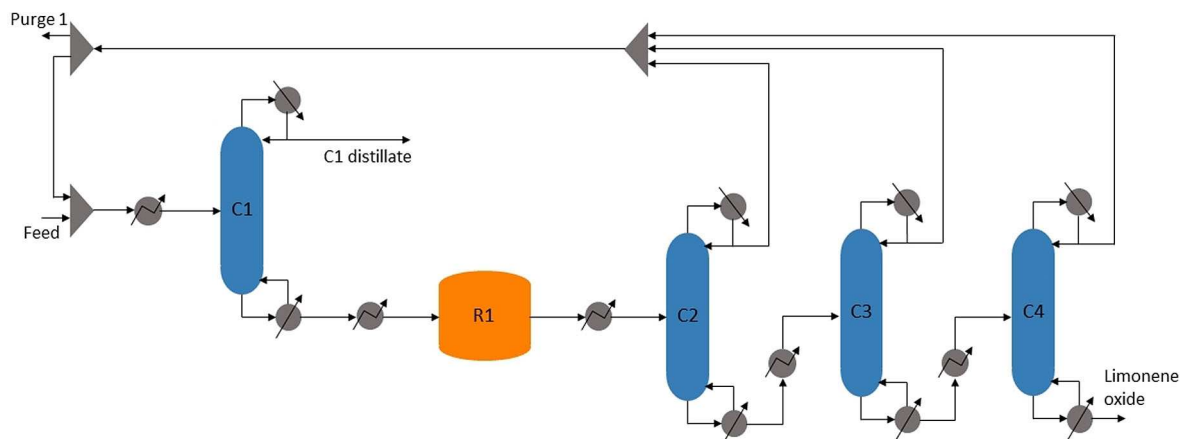 Purge 1
C1 distillate
C1
Feed
R1
C2
C3
C4
Limonene
oxide